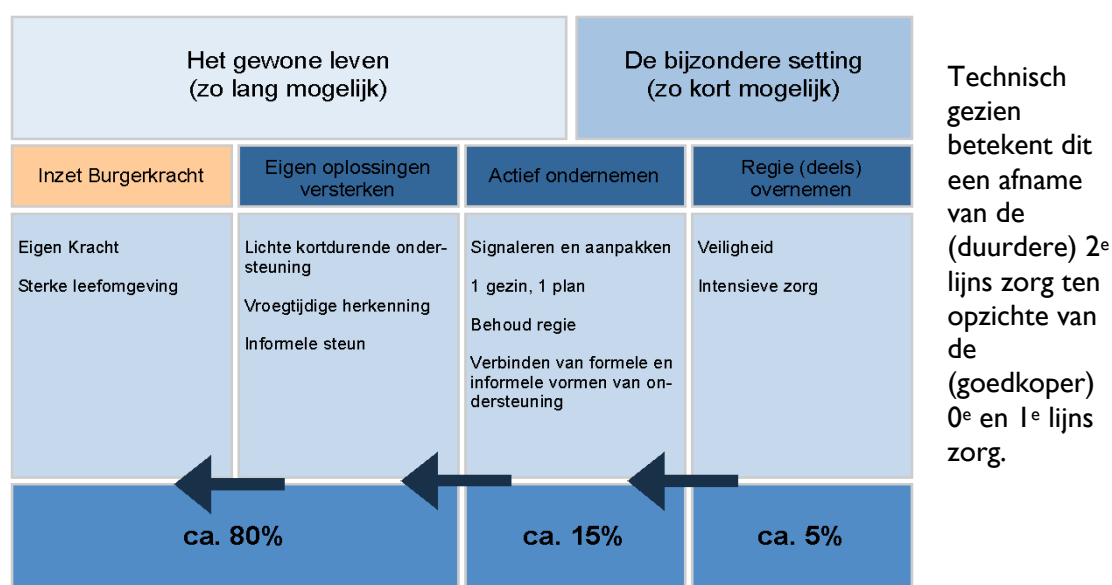 Het gewone leven
(zo lang mogelijk)
De bijzondere setting
(zo kort mogelijk)
Inzet Burgerkracht
Eigen oplossingen
versterken
Actief ondernemen
Regie (deels)
overnemen
Eigen Kracht
Sterke leefomgeving
Lichte kortdurende onder-
steuning
Vroegtijdige herkenning
Informele steun
Signaleren en aanpakken
1 gezin, 1 plan
Behoud regie
Verbinden van formele en
informele vormen van on-
dersteuning
Veiligheid
Intensieve zorg
ca. 80%
ca. 15%
ca. 5%
Technisch
gezien
betekent dit
een afname
van de
(duurdere) 2e
lijns zorg ten
opzichte van
de
(goedkoper)
0e en 1e lijns
zorg.